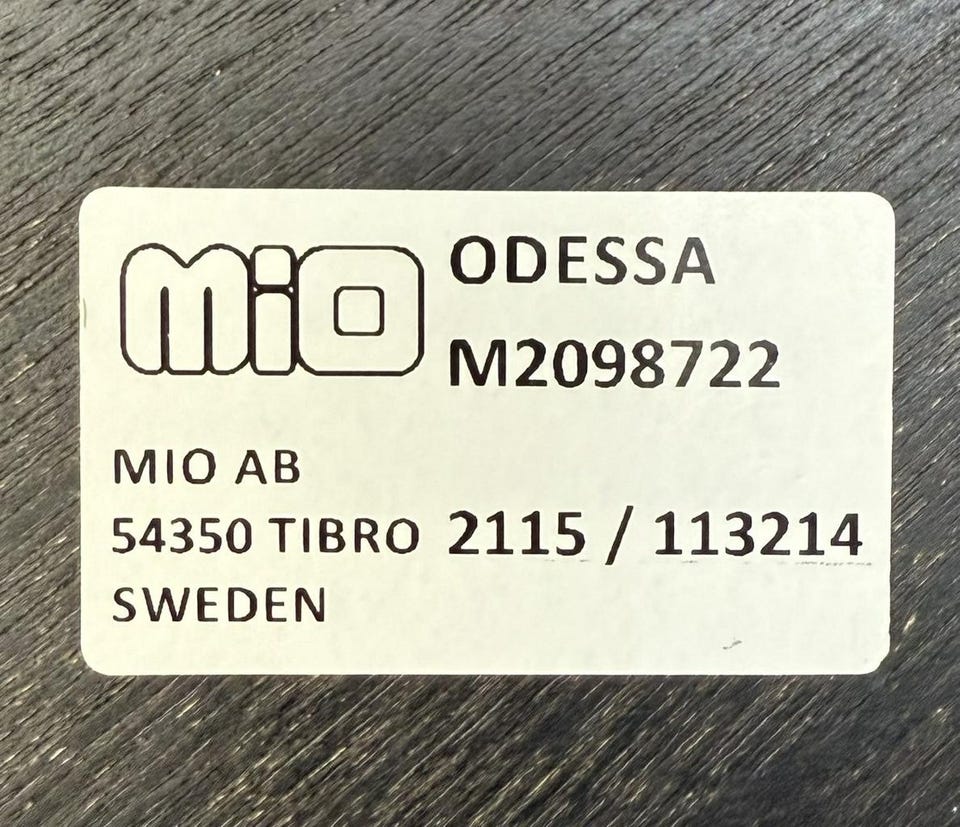 mio
ODESSA
M2098722
MIO AB
54350 TIBRO
2115 / 113214
SWEDEN